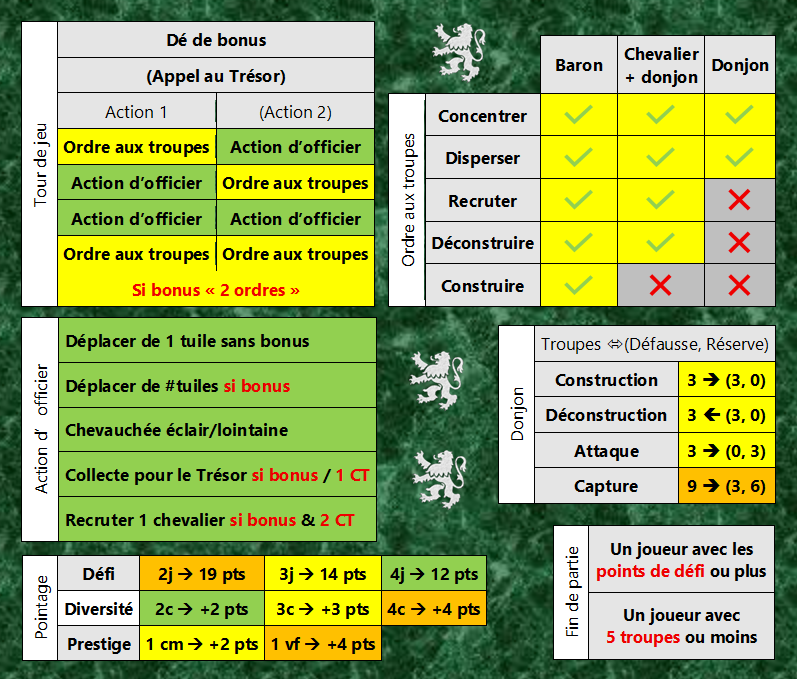 Tour de jeu
Dé de bonus
(Appel au Trésor)
Action 1 (Action 2)
Ordre aux troupes Action d’officier
Action d’officier Ordre aux troupes
Action d’officier Action d’officier
Ordre aux troupes Ordre aux troupes
Si bonus « 2 ordres »
Baron Chevalier + donjon Donjon
Ordre aux troupes
Concentrer
Disperser
Recruter
Déconstruire
Construire
Action d’ officier
Déplacer de 1 tuile sans bonus
Déplacer de #tuiles si bonus
Chevauchée éclair/lointaine
Collecte pour le Trésor si bonus / 1 CT
Recruter 1 chevalier si bonus & 2 CT
Donjon
Troupes ⬄(Défausse, Réserve)
Construction 3 → (3, 0)
Déconstruction 3 ← (3, 0)
Attaque 3 → (0, 3)
Capture 9 → (3, 6)
Pointage
Défi 2j → 19 pts 3j → 14 pts 4j → 12 pts
Diversité 2c → +2 pts 3c → +3 pts 4c → +4 pts
Prestige 1 cm → +2 pts 1 vf → +4 pts
Fin de partie
Un joueur avec les
points de défi ou plus
Un joueur avec
5 troupes ou moins